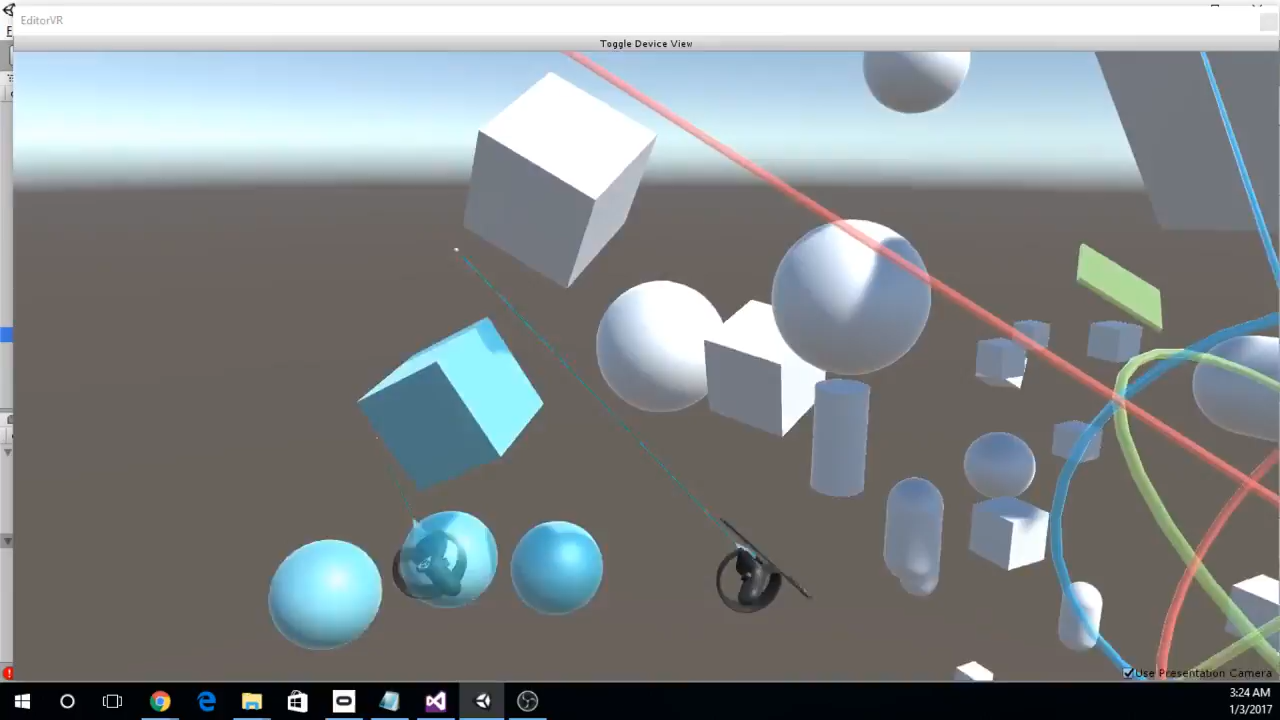 EditorVR
Toggle Device View
Use Presentation Camera
3:24 AM
1/3/2017